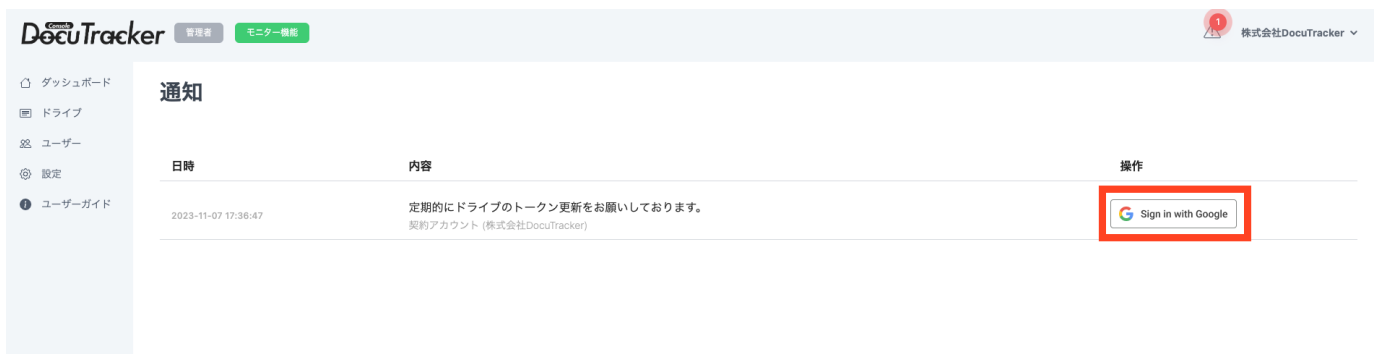 Console
DocuTracker 管理者 モニター機能 1 株式会社DocuTracker
ダッシュボード
ドライブ
ユーザー
設定
ユーザーガイド
通知
日時 内容 操作
2023-11-07 17:36:47 定期的にドライブのトークン更新をお願いしております。 Sign in with Google
契約アカウント (株式会社DocuTracker)